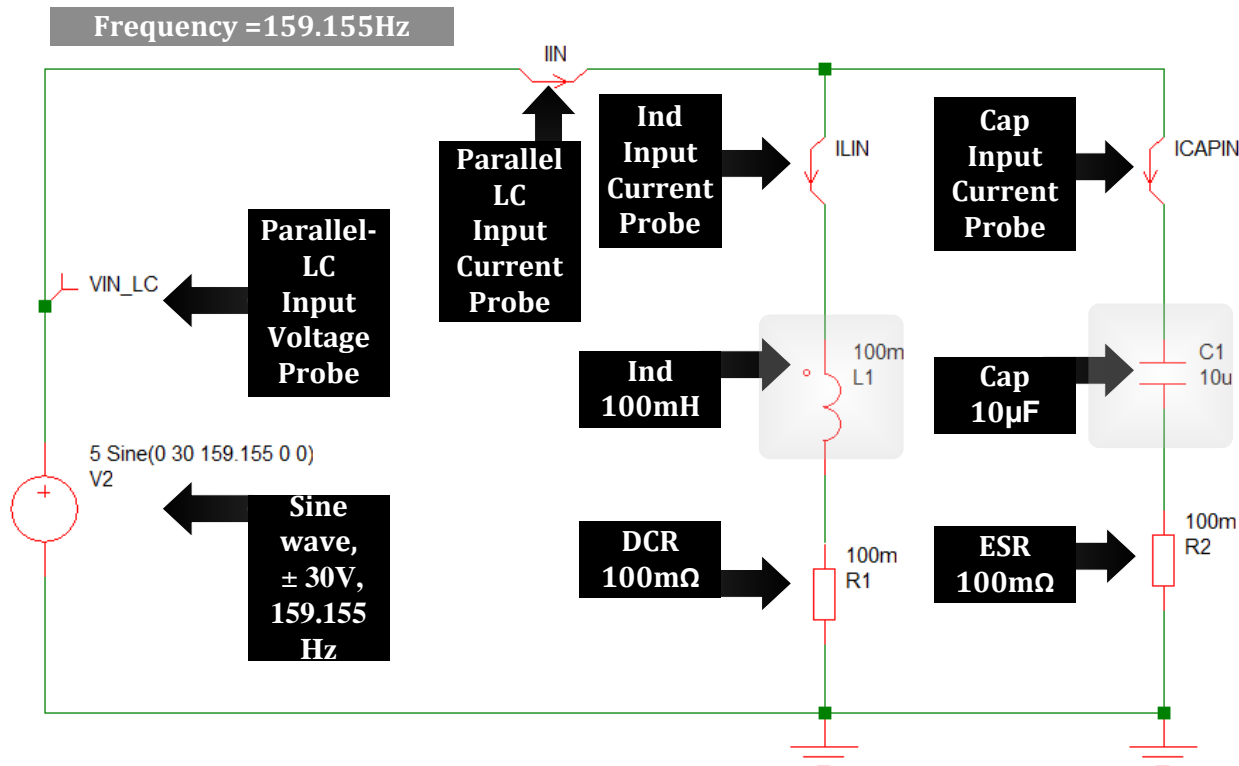 Frequency =159.155Hz
IIN
Parallel
LC
Input
Current
Probe
Ind
Input
Current
Probe
ILIN
Cap
Input
Current
Probe
ICAPIN
VIN_LC
Parallel-
LC
Input
Voltage
Probe
Ind
100mH
100m
L1
Cap
10µF
C1
10u
5 Sine(0 30 159.155 0 0)
V2
+
Sine
wave,
± 30V,
159.155
Hz
DCR
100mΩ
100m
R1
ESR
100mΩ
100m
R2